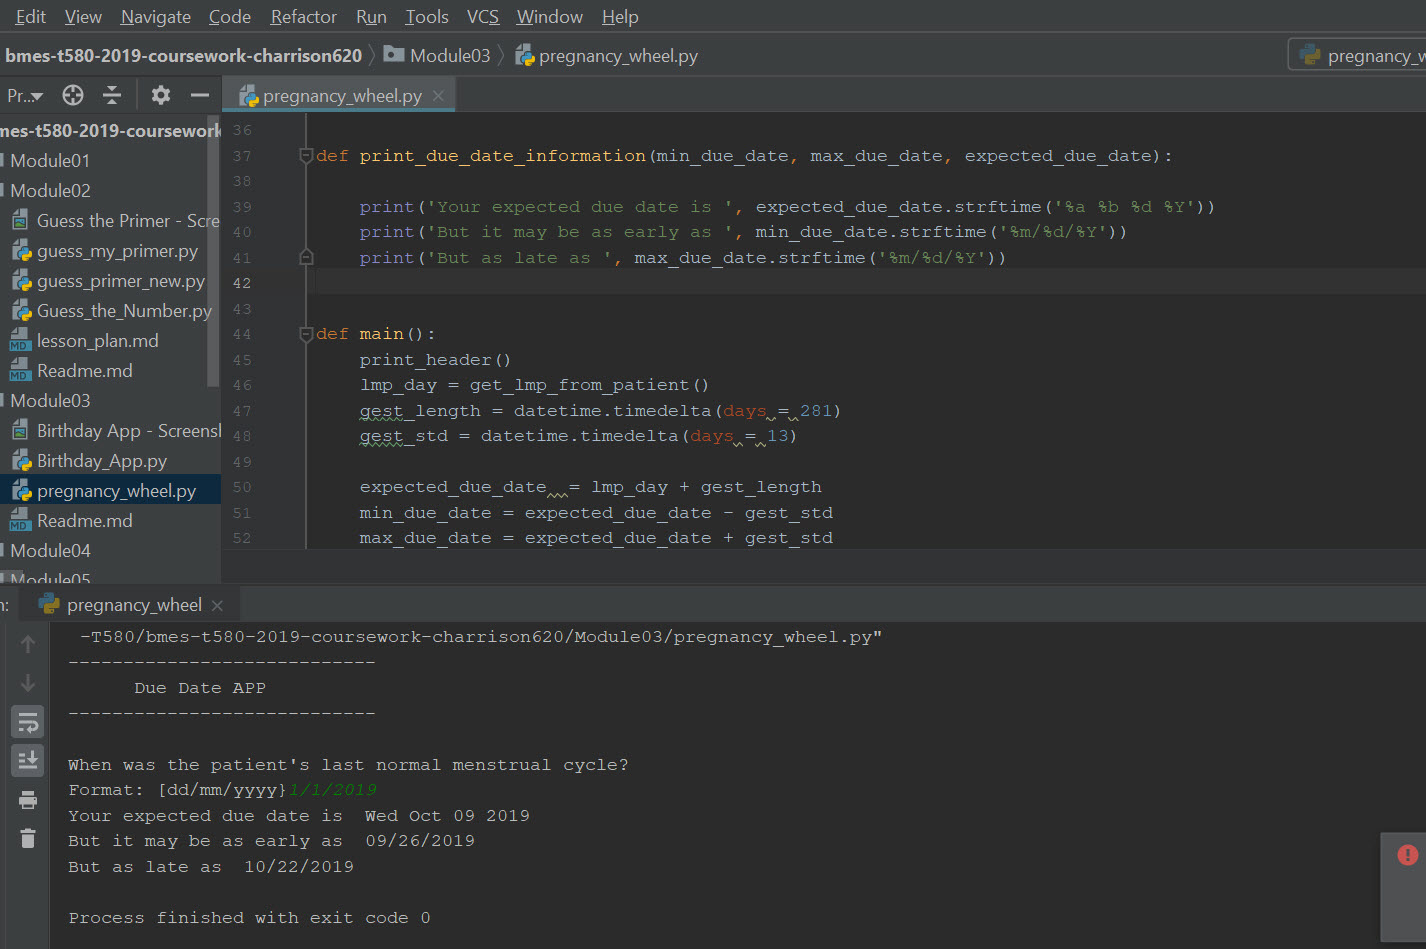 Edit View Navigate Code Refactor Run Tools VCS Window Help
bmes-t580-2019-coursework-charrison620 Module03 pregnancy_wheel.py pregnancy_w
Pr... pregnancy_wheel.py
mes-t580-2019-coursework
Module01
Module02
Guess the Primer - Scre
guess_my_primer.py
guess_primer_new.py
Guess_the_Number.py
MD lesson_plan.md
MD Readme.md
Module03
Birthday App - Screensh
Birthday_App.py
pregnancy_wheel.py
MD Readme.md
Module04
Module05
36
37 def print_due_date_information(min_due_date, max_due_date, expected_due_date):
38
39 print('Your expected due date is ', expected_due_date.strftime('%a %b %d %Y'))
40 print('But it may be as early as ', min_due_date.strftime('%m/%d/%Y'))
41 print('But as late as ', max_due_date.strftime('%m/%d/%Y'))
42
43
44 def main():
45 print_header()
46 lmp_day = get_lmp_from_patient()
47 gest_length = datetime.timedelta(days = 281)
48 gest_std = datetime.timedelta(days = 13)
49
50 expected_due_date  = lmp_day + gest_length
51 min_due_date = expected_due_date - gest_std
52 max_due_date = expected_due_date + gest_std
n: pregnancy_wheel
-T580/bmes-t580-2019-coursework-charrison620/Module03/pregnancy_wheel.py"
----------------------------
Due Date APP
----------------------------
When was the patient's last normal menstrual cycle?
Format: [dd/mm/yyyy}1/1/2019
Your expected due date is  Wed Oct 09 2019
But it may be as early as  09/26/2019
But as late as  10/22/2019
Process finished with exit code 0